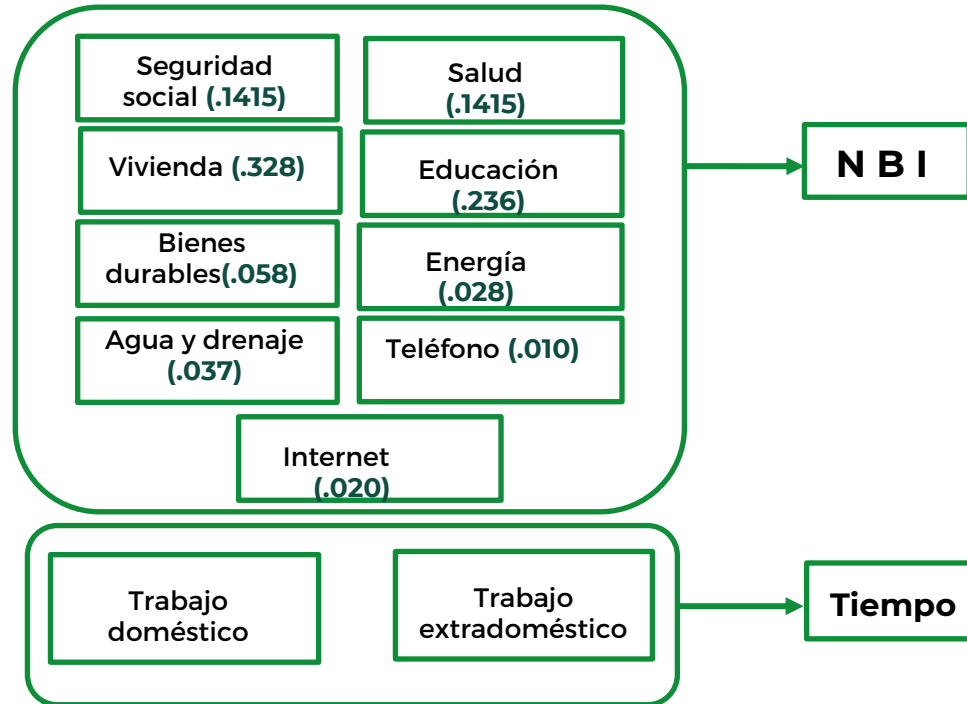 Seguridad
social (.1415)
Salud
(.1415)
Vivienda (.328)
Educación
(.236)
Bienes
durables(.058)
Energía
(.028)
Agua y drenaje
(.037)
Teléfono (.010)
Internet
(.020)
N B I
Trabajo
doméstico
Trabajo
extradoméstico
Tiempo